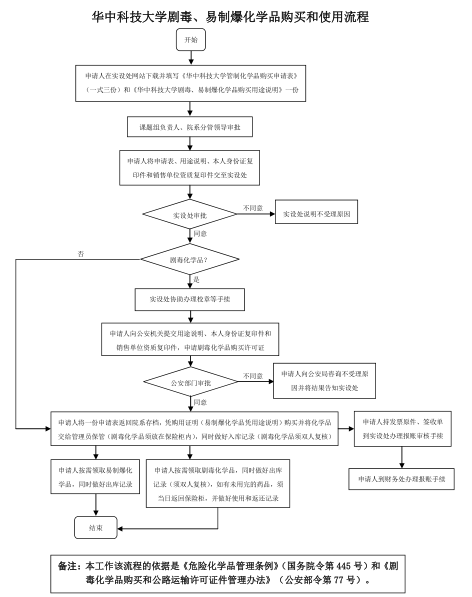 华中科技大学剧毒、易制爆化学品购买和使用流程
开始
申请人在实设处网站下载并填写《华中科技大学管制化学品购买申请表》
（一式三份）和《华中科技大学剧毒、易制爆化学品购买用途说明》一份
课题组负责人、院系分管领导审批
申请人将申请表、用途说明、本人身份证复
印件和销售单位资质复印件交至实设处
实设处审批
不同意
实设处说明不受理原因
同意
否
剧毒化学品？
是
实设处协助办理校章等手续
申请人向公安机关提交用途说明、本人身份证复印件和
销售单位资质复印件，申请剧毒化学品购买许可证
公安部门审批
不同意
申请人向公安局咨询不受理原
因并将结果告知实设处
同意
申请人将一份申请表返回院系存档，凭购用证明（易制爆化学品凭用途说明）购买并将化学品
交给管理员保管（剧毒化学品须放在保险柜内），同时做好入库记录（剧毒化学品须双人复核）
申请人持发票原件、签收单
到实设处办理报账审核手续
申请人按需领取易制爆化
学品，同时做好出库记录
申请人按需领取剧毒化学品，同时做好出库
记录（须双人复核），如有未用完的药品，须
当日返回保险柜，并做好使用和返还记录
申请人到财务处办理报账手续
结束
备注：本工作该流程的依据是《危险化学品管理条例》（国务院令第 445 号）和《剧
毒化学品购买和公路运输许可证件管理办法》（公安部令第 77 号）。